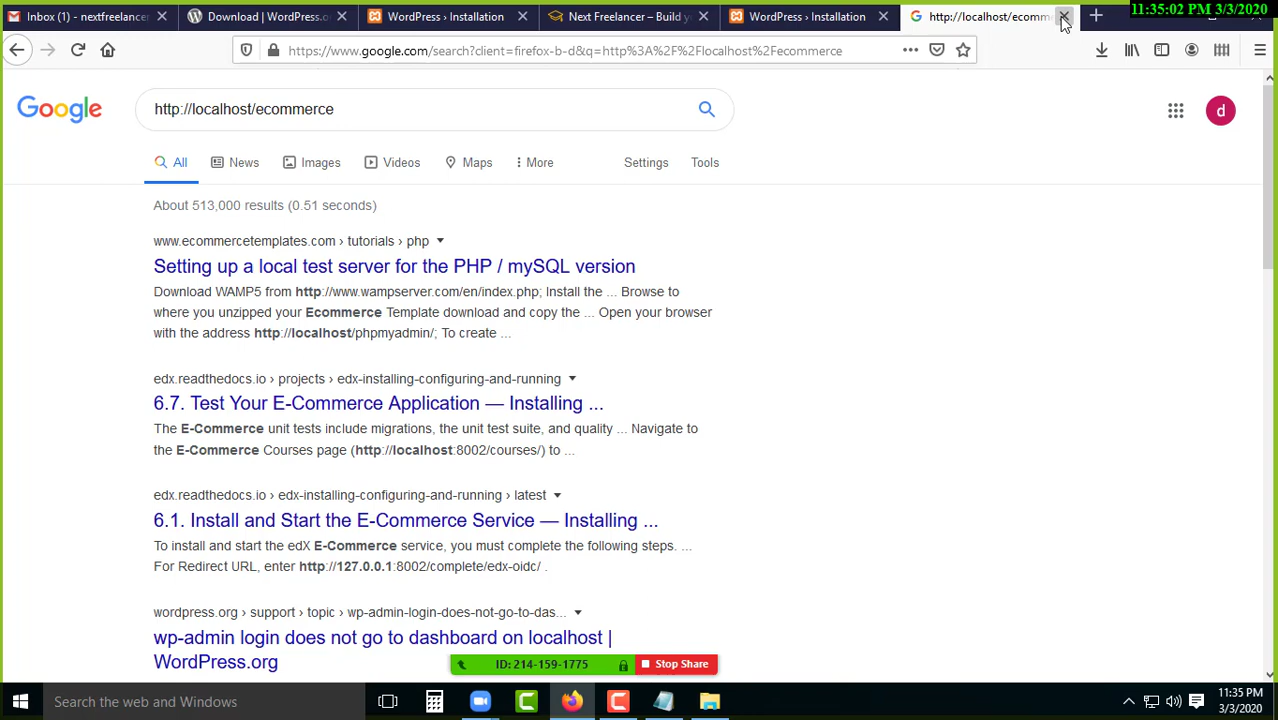 Inbox (1) - nextfreelancer
Download | WordPress.o
WordPress › Installation
Next Freelancer – Build y
WordPress › Installation
http://localhost/ecomm
11:35:02 PM 3/3/2020
https://www.google.com/search?client=firefox-b-d&q=http%3A%2F%2Flocalhost%2Fecommerce
Google
http://localhost/ecommerce
d
All News Images Videos Maps More Settings Tools
About 513,000 results (0.51 seconds)
www.ecommercetemplates.com › tutorials › php
Setting up a local test server for the PHP / mySQL version
Download WAMP5 from http://www.wampserver.com/en/index.php; Install the ... Browse to
where you unzipped your Ecommerce Template download and copy the ... Open your browser
with the address http://localhost/phpmyadmin/; To create ...
edx.readthedocs.io › projects › edx-installing-configuring-and-running
6.7. Test Your E-Commerce Application — Installing ...
The E-Commerce unit tests include migrations, the unit test suite, and quality ... Navigate to
the E-Commerce Courses page (http://localhost:8002/courses/) to ...
edx.readthedocs.io › edx-installing-configuring-and-running › latest
6.1. Install and Start the E-Commerce Service — Installing ...
To install and start the edX E-Commerce service, you must complete the following steps. ...
For Redirect URL, enter http://127.0.0.1:8002/complete/edx-oidc/ .
wordpress.org › support › topic › wp-admin-login-does-not-go-to-das...
wp-admin login does not go to dashboard on localhost |
WordPress.org
ID: 214-159-1775
Stop Share
Search the web and Windows
11:35 PM
3/3/2020